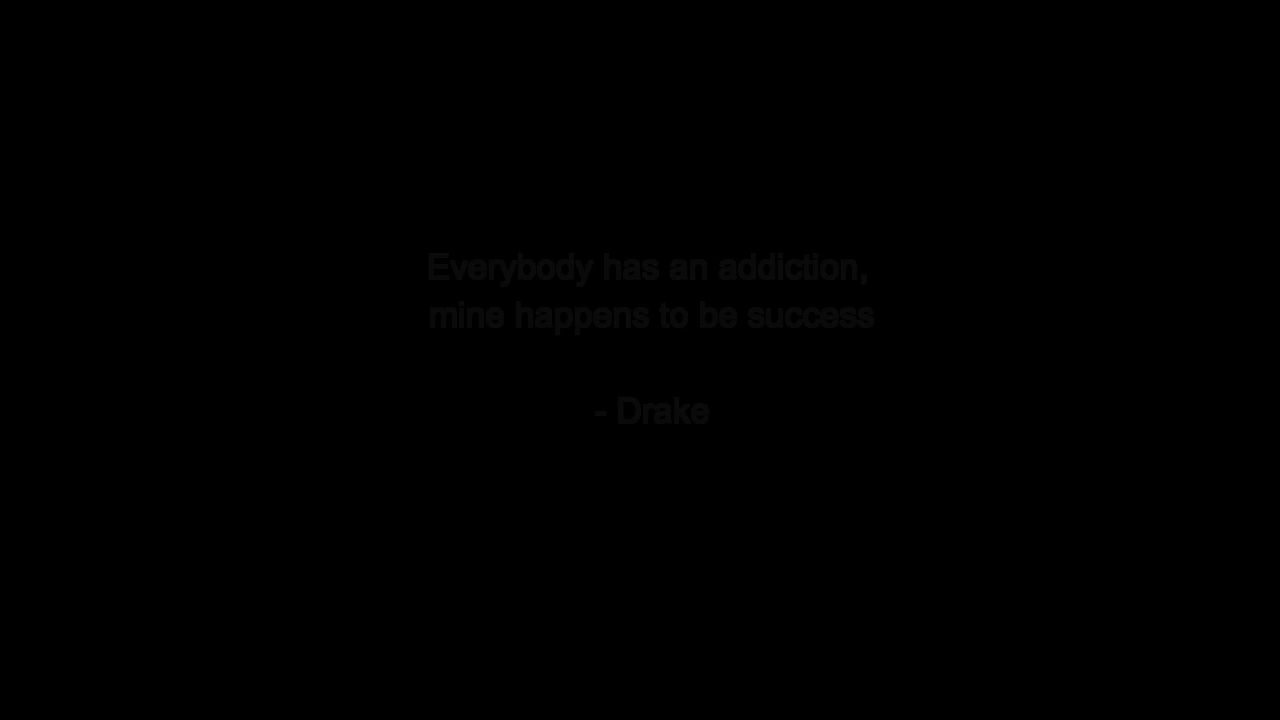 Everybody has an addiction,
mine happens to be success
- Drake